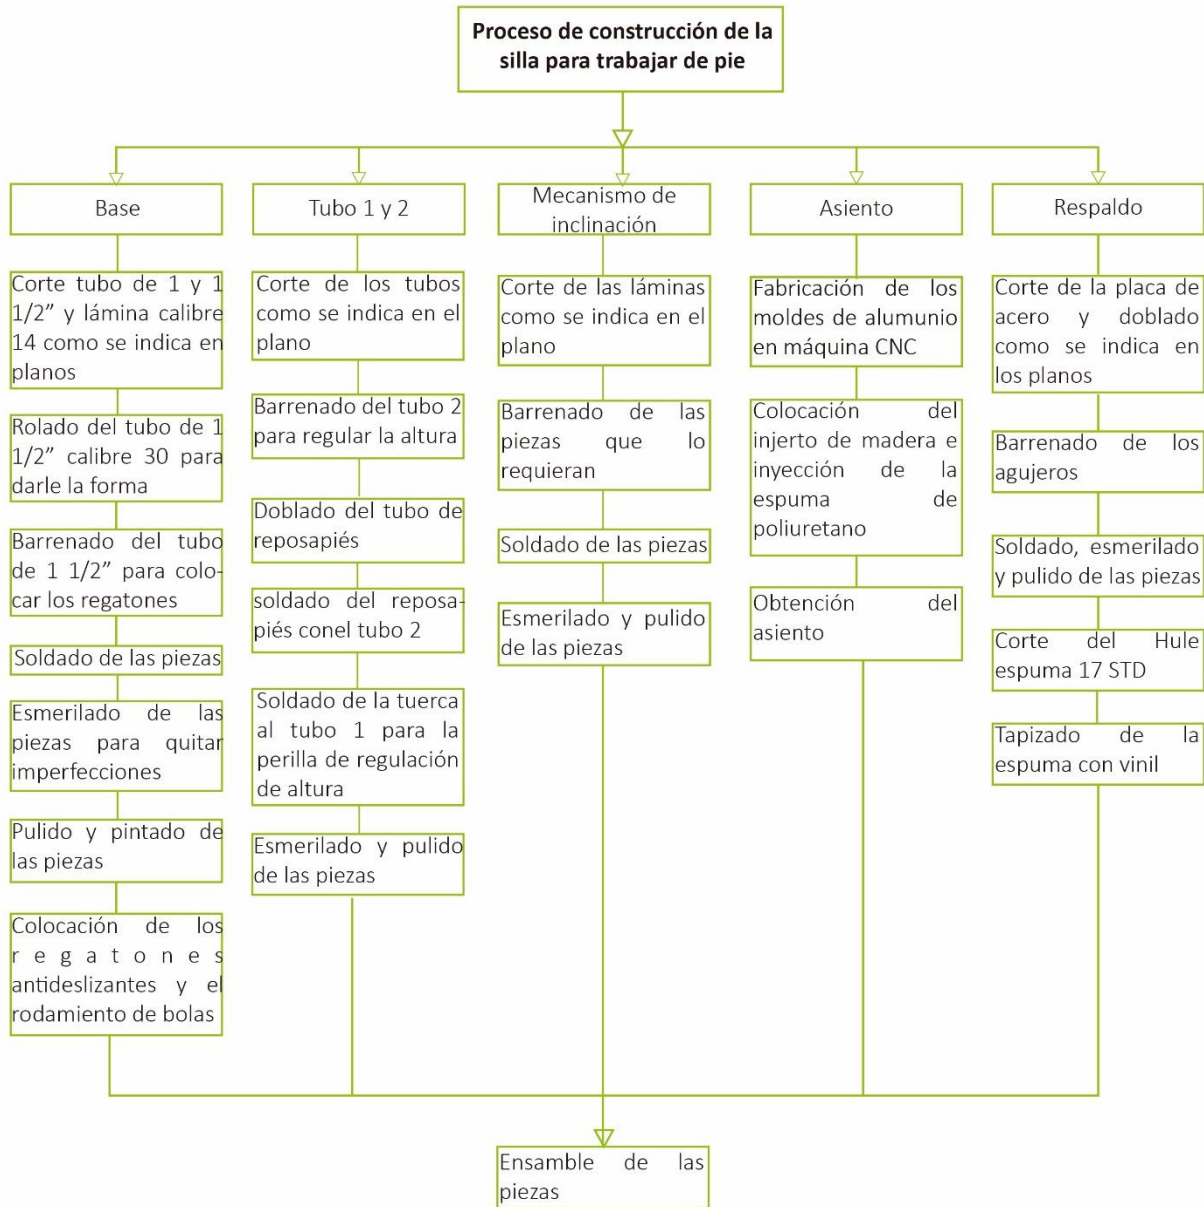 Proceso de construcción de la
silla para trabajar de pie
Base
Corte tubo de 1 y 1
1/2” y lámina calibre
14 como se indica en
planos
Rolado del tubo de 1
1/2” calibre 30 para
darle la forma
Barrenado del tubo
de 1 1/2” para colo-
car los regatones
Soldado de las piezas
Esmerilado de las
piezas para quitar
imperfecciones
Pulido y pintado de
las piezas
Colocación de los
regatones
antideslizantes y el
rodamiento de bolas
Tubo 1 y 2
Corte de los tubos
como se indica en el
plano
Barrenado del tubo 2
para regular la altura
Doblado del tubo de
reposapiés
soldado del reposa-
piés conel tubo 2
Soldado de la tuerca
al tubo 1 para la
perilla de regulación
de altura
Esmerilado y pulido
de las piezas
Mecanismo de
inclinación
Corte de las láminas
como se indica en el
plano
Barrenado de las
piezas que lo
requieran
Soldado de las piezas
Esmerilado y pulido
de las piezas
Asiento
Fabricación de los
moldes de alumunio
en máquina CNC
Colocación del
injerto de madera e
inyección de la
espuma de
poliuretano
Obtención del
asiento
Respaldo
Corte de la placa de
acero y doblado
como se indica en
los planos
Barrenado de los
agujeros
Soldado, esmerilado
y pulido de las piezas
Corte del Hule
espuma 17 STD
Tapizado de la
espuma con vinil
Ensamble de las
piezas